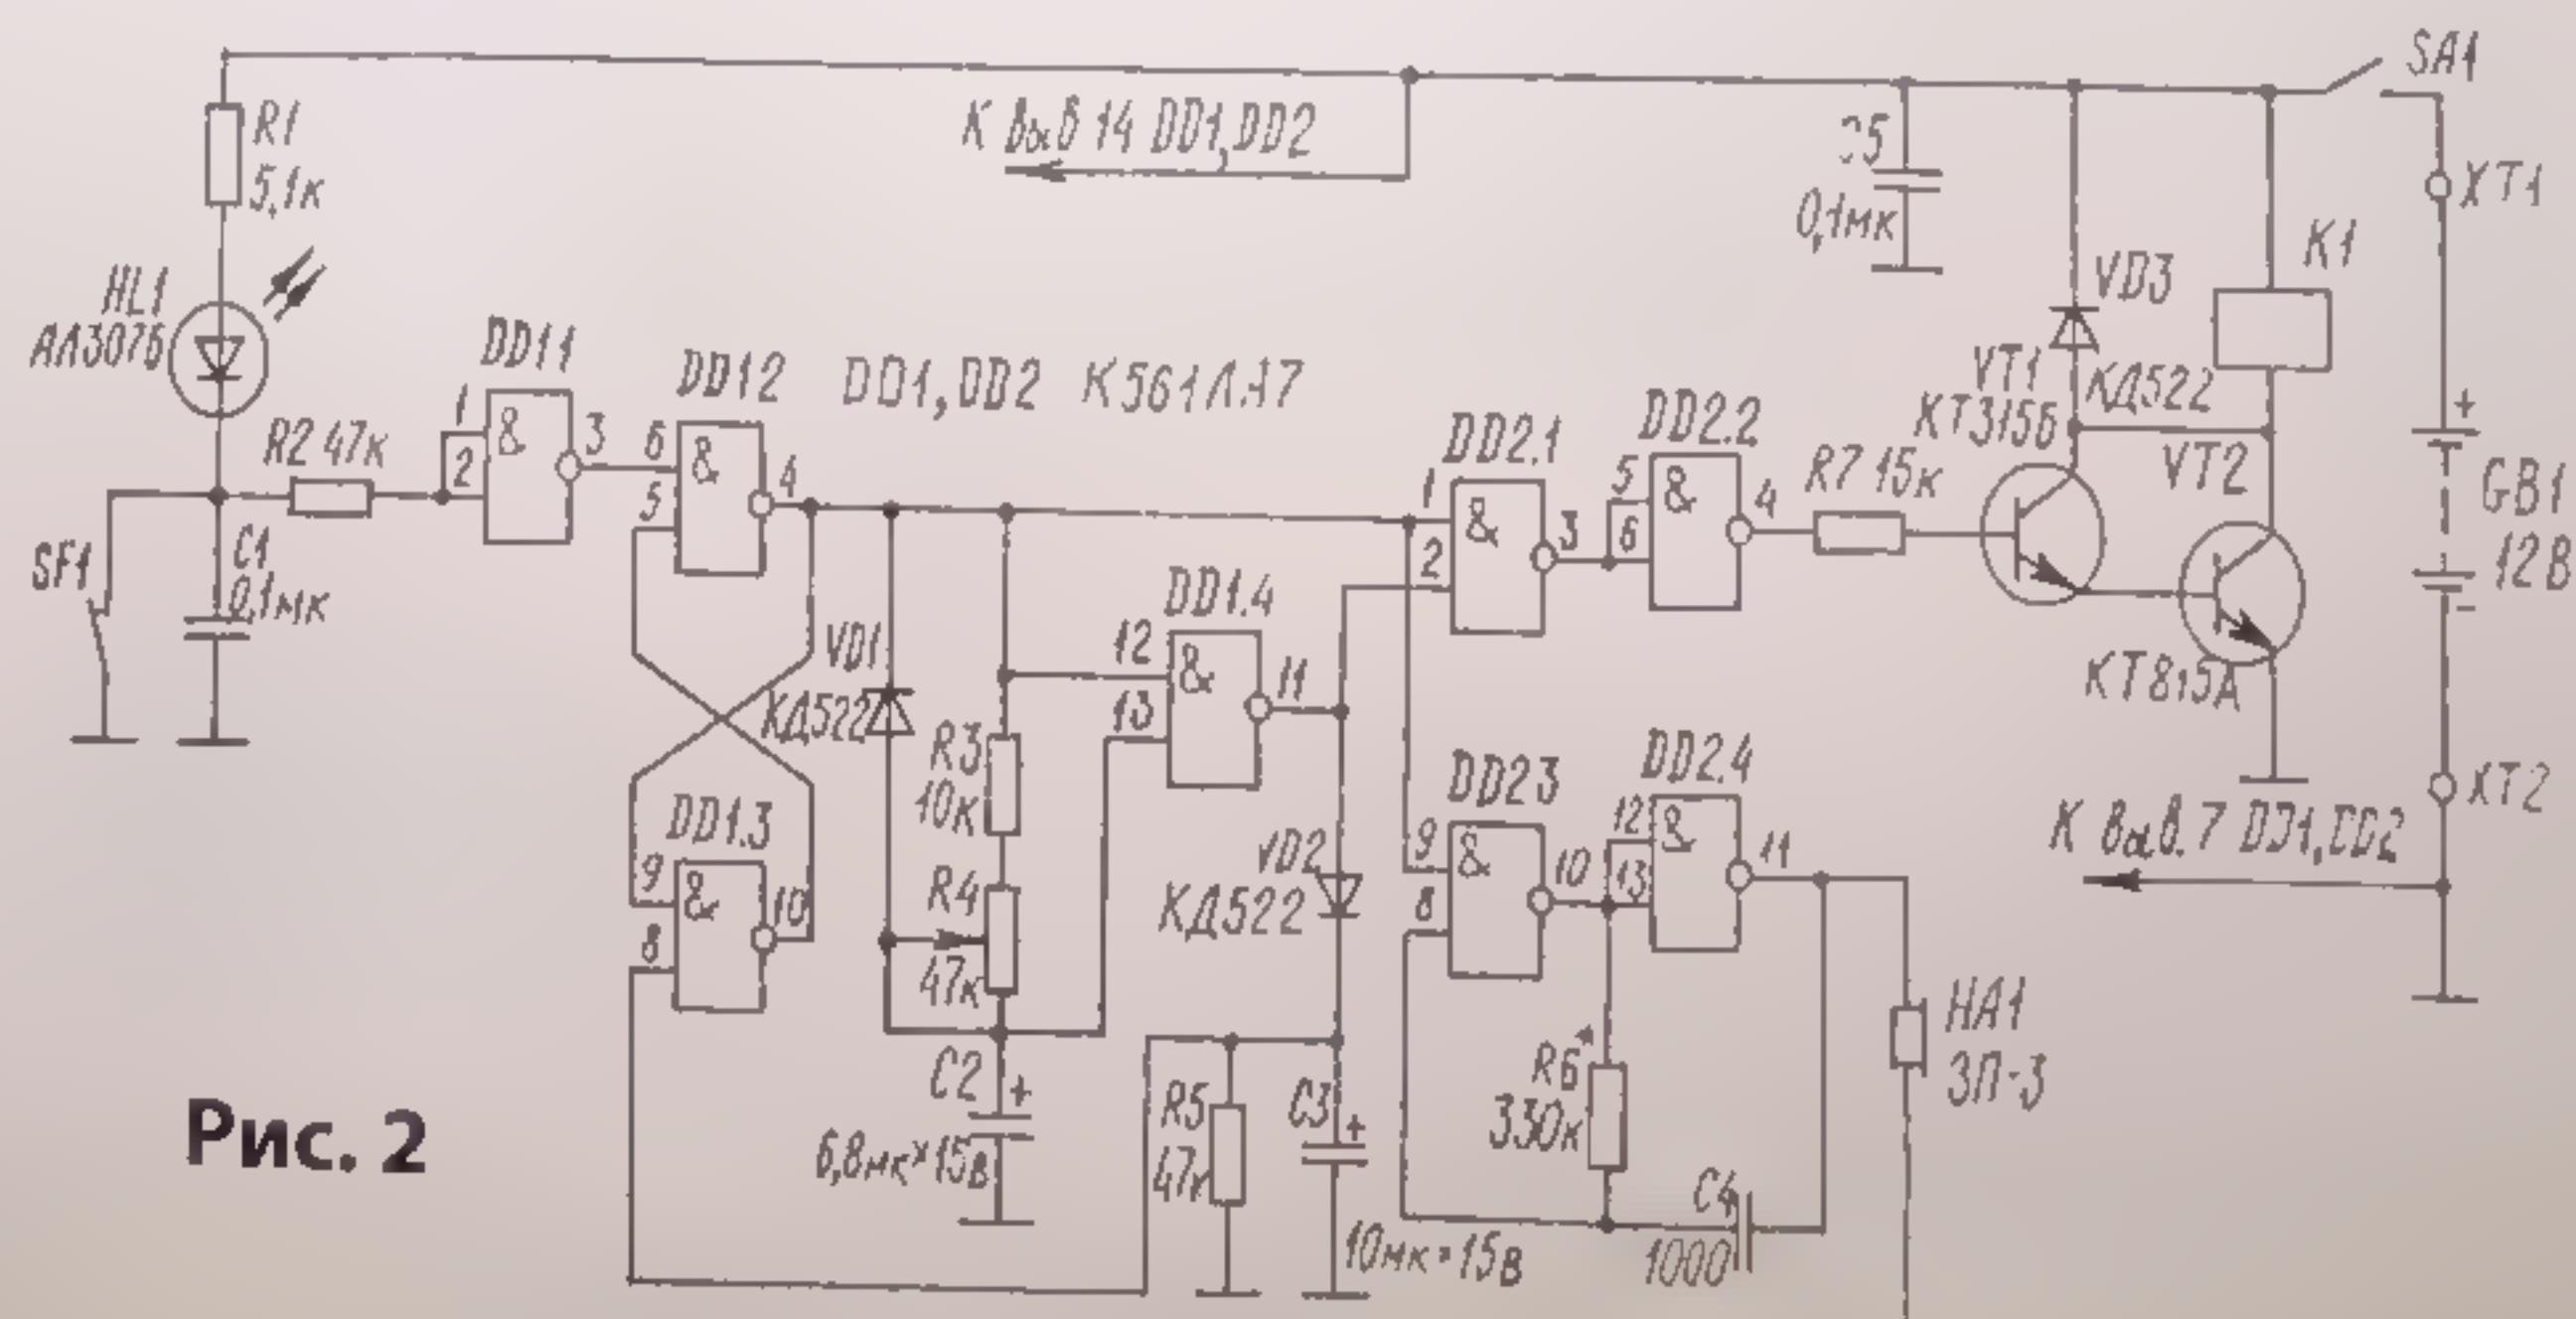 R1
5,1к
HL1
АЛ307Б
SF1
C1
0,1мк
R2 47к
DD1 1
1
2
&
3
DD1 2
6
5
&
4
DD1.3
9
8
&
10
DD1, DD2 К561ЛА7
К выв 14 DD1, DD2
VD1
КД522
R3
10к
R4
47к
C2
+
6,8мк×15в
DD1.4
12
13
&
11
VD2
КД522
R5
47к
C3
+
10мк×15в
DD2.1
1
2
&
3
DD2.2
5
6
&
4
DD2 3
9
8
&
10
DD2.4
12
13
&
11
R6
330к
C4
1000
R7 15к
0,1мк
VT1
КТ315Б
VD3
КД522
VT2
КТ815А
K1
SA1
XT1
+
GB1
12В
-
XT2
К выв. 7 DD1, DD2
HA1
ЗП-3
Рис. 2